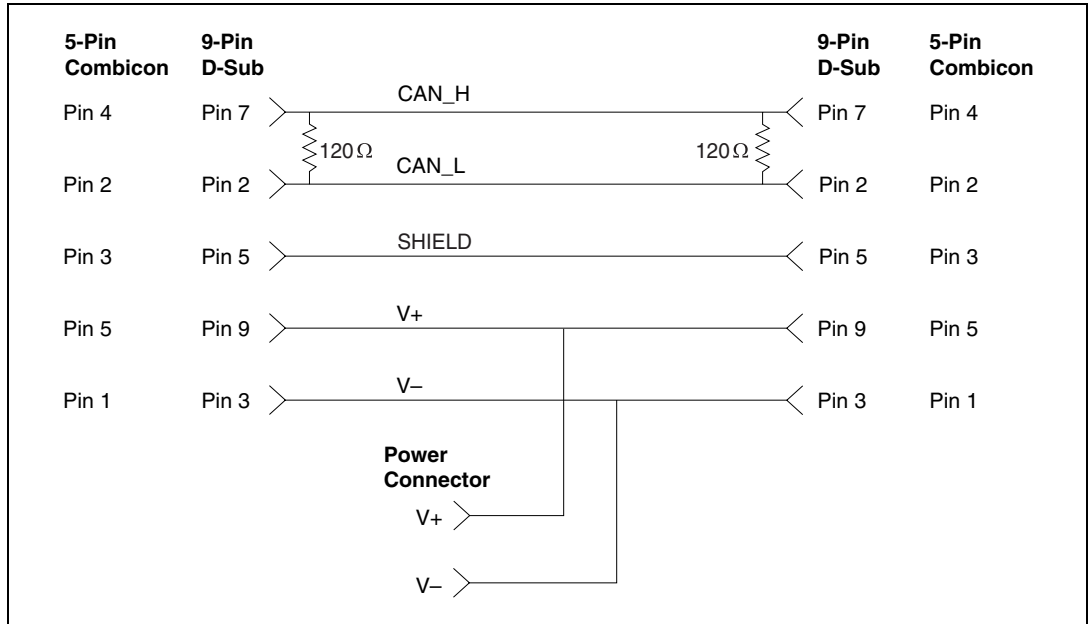 5-Pin Combicon 9-Pin D-Sub 9-Pin D-Sub 5-Pin Combicon
Pin 4 Pin 7 CAN_H Pin 7 Pin 4
120 Ω 120 Ω
Pin 2 Pin 2 CAN_L Pin 2 Pin 2
Pin 3 Pin 5 SHIELD Pin 5 Pin 3
Pin 5 Pin 9 V+ Pin 9 Pin 5
Pin 1 Pin 3 V– Pin 3 Pin 1
Power
Connector
V+
V–